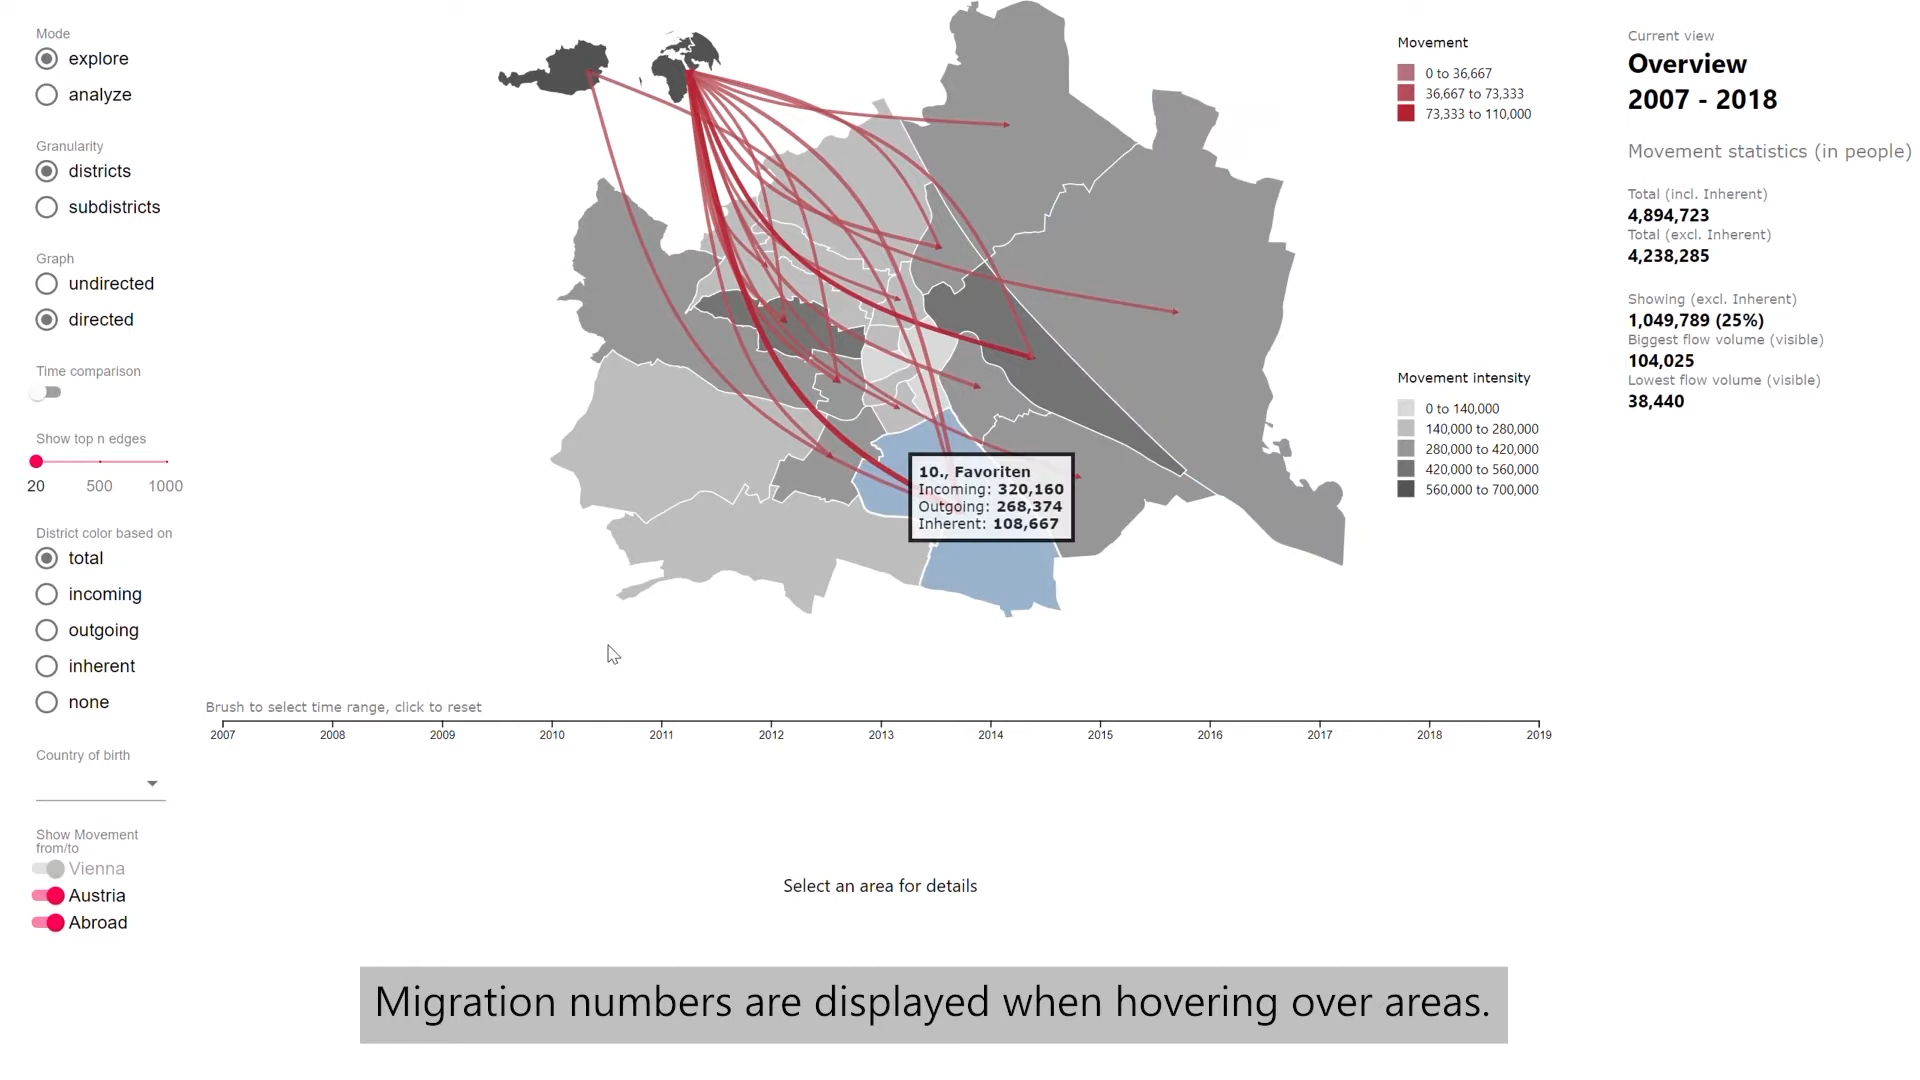 Mode
explore
analyze
Granularity
districts
subdistricts
Graph
undirected
directed
Time comparison
Show top n edges
20 500 1000
District color based on
total
incoming
outgoing
inherent
none
Country of birth
Show Movement
from/to
Vienna
Austria
Abroad
10., Favoriten
Incoming: 320,160
Outgoing: 268,374
Inherent: 108,667
Movement
0 to 36,667
36,667 to 73,333
73,333 to 110,000
Movement intensity
0 to 140,000
140,000 to 280,000
280,000 to 420,000
420,000 to 560,000
560,000 to 700,000
Current view
Overview
2007 - 2018
Movement statistics (in people)
Total (incl. Inherent)
4,894,723
Total (excl. Inherent)
4,238,285
Showing (excl. Inherent)
1,049,789 (25%)
Biggest flow volume (visible)
104,025
Lowest flow volume (visible)
38,440
Brush to select time range, click to reset
2007 2008 2009 2010 2011 2012 2013 2014 2015 2016 2017 2018 2019
Select an area for details
Migration numbers are displayed when hovering over areas.